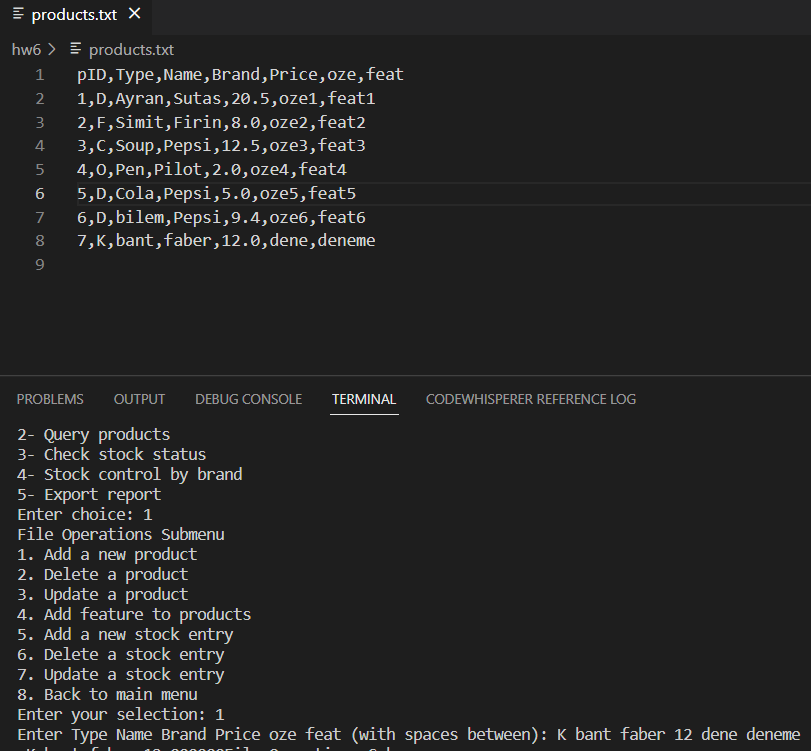 products.txt
hw6 > products.txt
1 pID,Type,Name,Brand,Price,oze,feat
2 1,D,Ayran,Sutas,20.5,oze1,feat1
3 2,F,Simit,Firin,8.0,oze2,feat2
4 3,C,Soup,Pepsi,12.5,oze3,feat3
5 4,O,Pen,Pilot,2.0,oze4,feat4
6 5,D,Cola,Pepsi,5.0,oze5,feat5
7 6,D,bilem,Pepsi,9.4,oze6,feat6
8 7,K,bant,faber,12.0,dene,deneme
9
PROBLEMS OUTPUT DEBUG CONSOLE TERMINAL CODEWHISPERER REFERENCE LOG
2- Query products
3- Check stock status
4- Stock control by brand
5- Export report
Enter choice: 1
File Operations Submenu
1. Add a new product
2. Delete a product
3. Update a product
4. Add feature to products
5. Add a new stock entry
6. Delete a stock entry
7. Update a stock entry
8. Back to main menu
Enter your selection: 1
Enter Type Name Brand Price oze feat (with spaces between): K bant faber 12 dene deneme